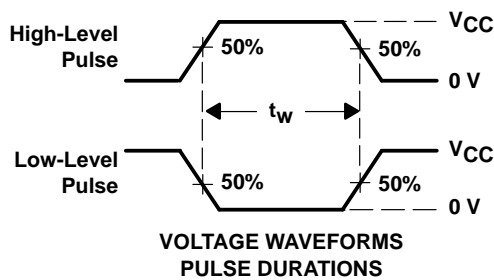 High-Level
Pulse
50%
50%
VCC
0 V
tw
Low-Level
Pulse
50%
50%
VCC
0 V
VOLTAGE WAVEFORMS
PULSE DURATIONS